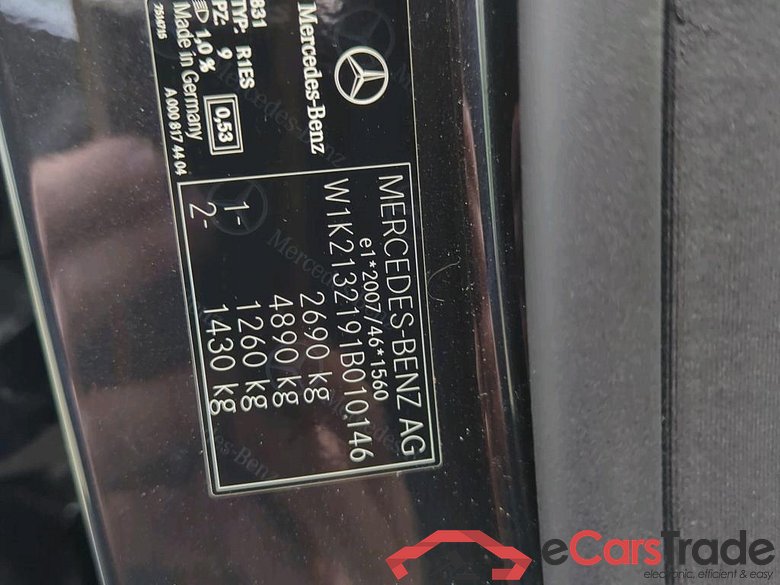 Mercedes-Benz
831
TYP: R1ES
PZ: 9
0,53
1,0 %
Made in Germany
7511715
A 000 817 44 04
MERCEDES-BENZ AG
e1*2007/46*1560
W1K2132191B010146
2690 kg
4890 kg
1- 1260 kg
2- 1430 kg
eCarsTrade
electronic, efficient & easy